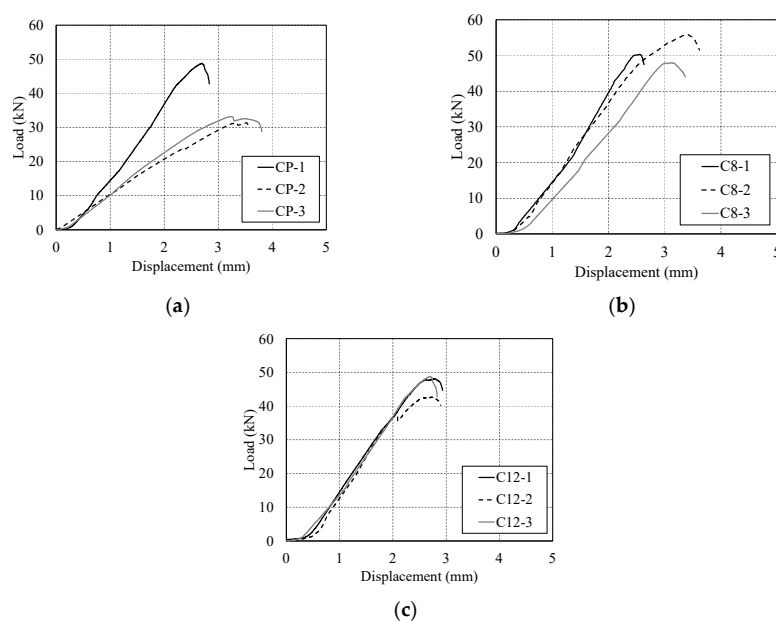 60
50
40
30
20
10
0
Load (kN)
0 1 2 3 4 5
Displacement (mm)
CP-1
CP-2
CP-3
(a)
60
50
40
30
20
10
0
Load (kN)
0 1 2 3 4 5
Displacement (mm)
C8-1
C8-2
C8-3
(b)
60
50
40
30
20
10
0
Load (kN)
0 1 2 3 4 5
Displacement (mm)
C12-1
C12-2
C12-3
(c)